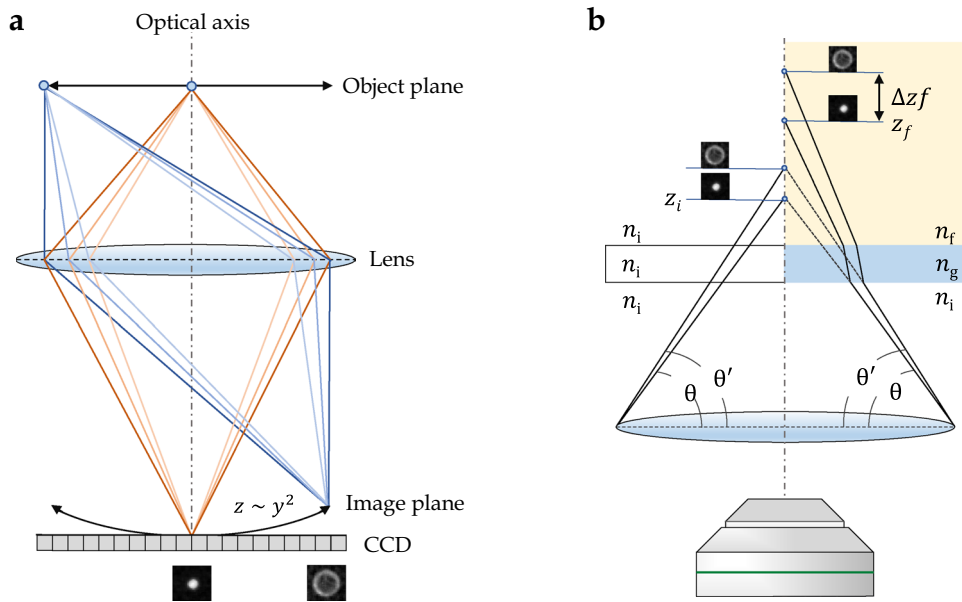 a
Optical axis
Object plane
Lens
Image plane
z ~ y²
CCD
b
Δzf
z_f
z_i
n_i
n_f
n_i
n_g
n_i
n_i
θ
θ′
θ′
θ